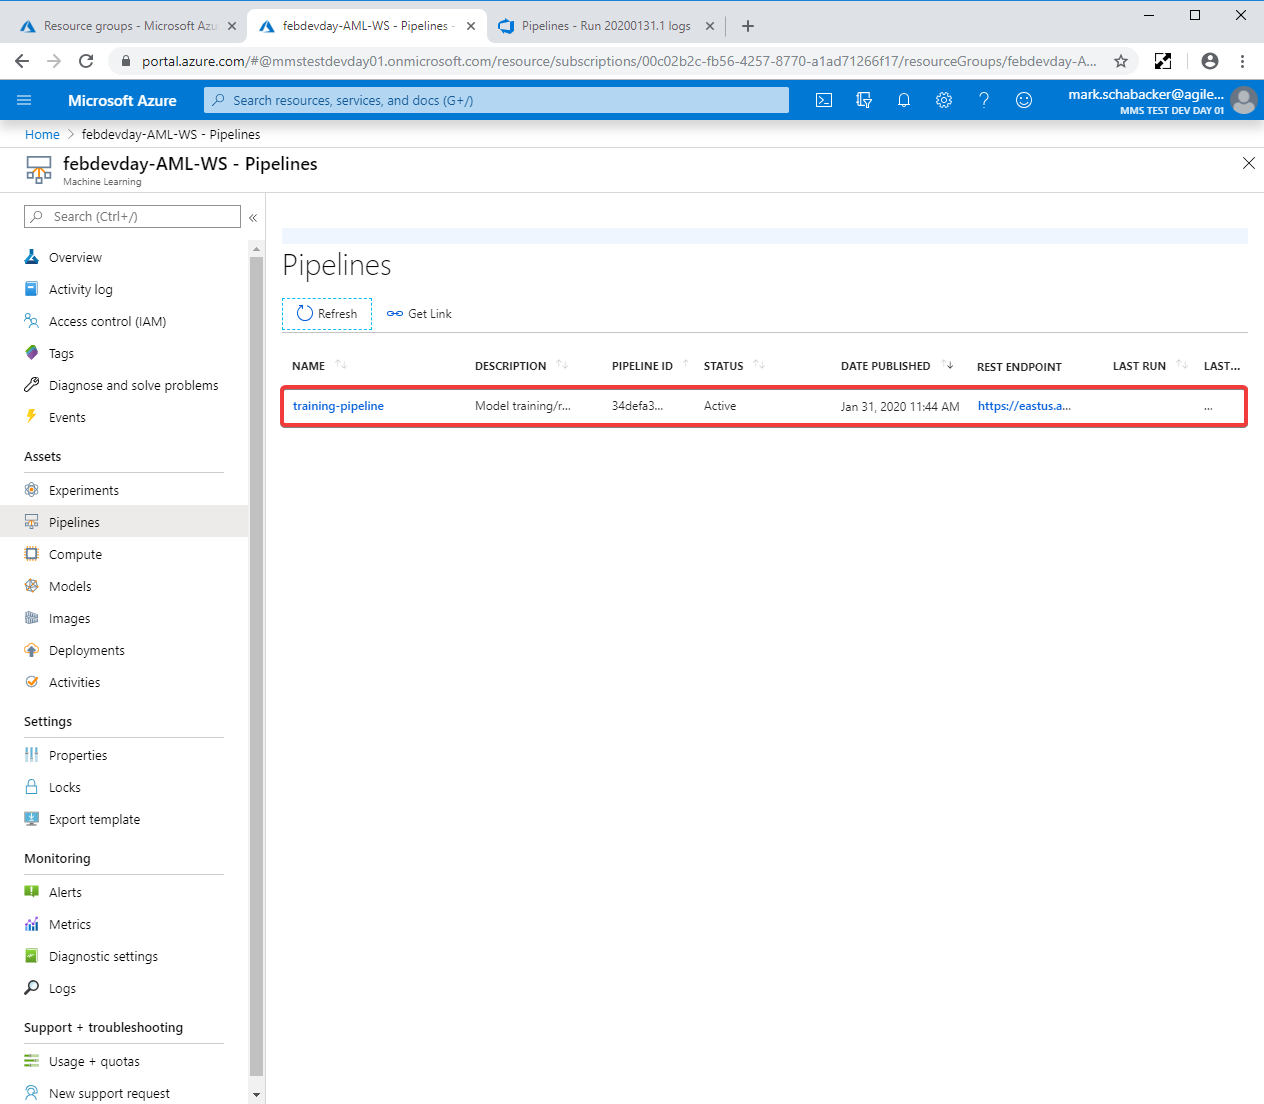 Resource groups - Microsoft Azu
febdevday-AML-WS - Pipelines -
Pipelines - Run 20200131.1 logs
portal.azure.com/#@mmstestdevday01.onmicrosoft.com/resource/subscriptions/00c02b2c-fb56-4257-8770-a1ad71266f17/resourceGroups/febdevday-A...
Microsoft Azure
Search resources, services, and docs (G+/)
mark.schabacker@agile...
MMS TEST DEV DAY 01
Home > febdevday-AML-WS - Pipelines
febdevday-AML-WS - Pipelines
Machine Learning
Search (Ctrl+/)
«
Overview
Activity log
Access control (IAM)
Tags
Diagnose and solve problems
Events
Assets
Experiments
Pipelines
Compute
Models
Images
Deployments
Activities
Settings
Properties
Locks
Export template
Monitoring
Alerts
Metrics
Diagnostic settings
Logs
Support + troubleshooting
Usage + quotas
New support request
Pipelines
Refresh Get Link
NAME DESCRIPTION PIPELINE ID STATUS DATE PUBLISHED REST ENDPOINT LAST RUN LAST...
training-pipeline Model training/r... 34defa3... Active Jan 31, 2020 11:44 AM https://eastus.a... ...